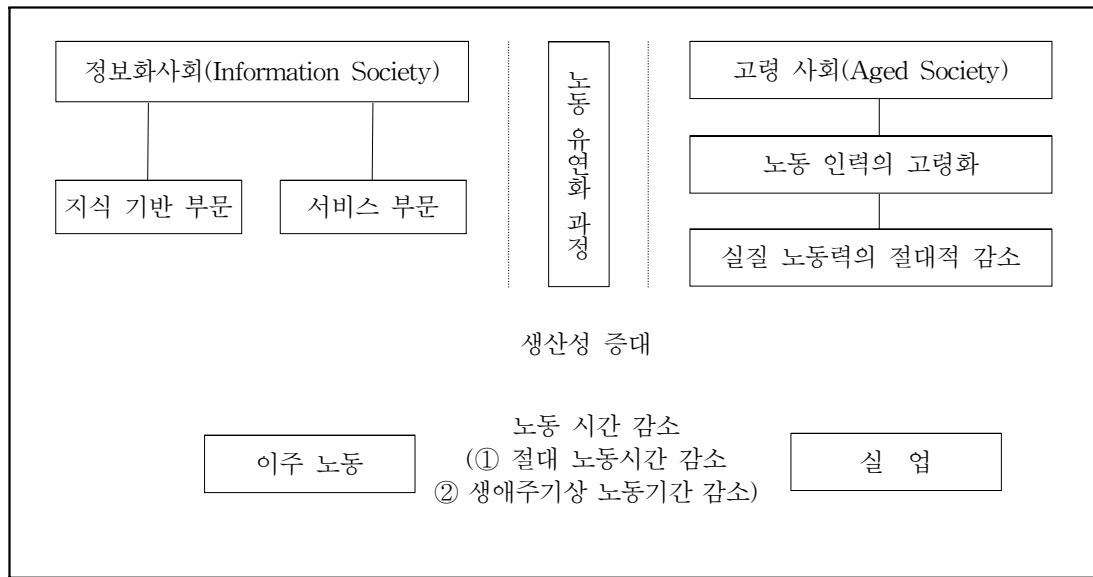 정보화사회(Information Society)
지식 기반 부문
서비스 부문
노동 유연화 과정
고령 사회(Aged Society)
노동 인력의 고령화
실질 노동력의 절대적 감소
생산성 증대
이주 노동
노동 시간 감소
(① 절대 노동시간 감소
② 생애주기상 노동기간 감소)
실 업